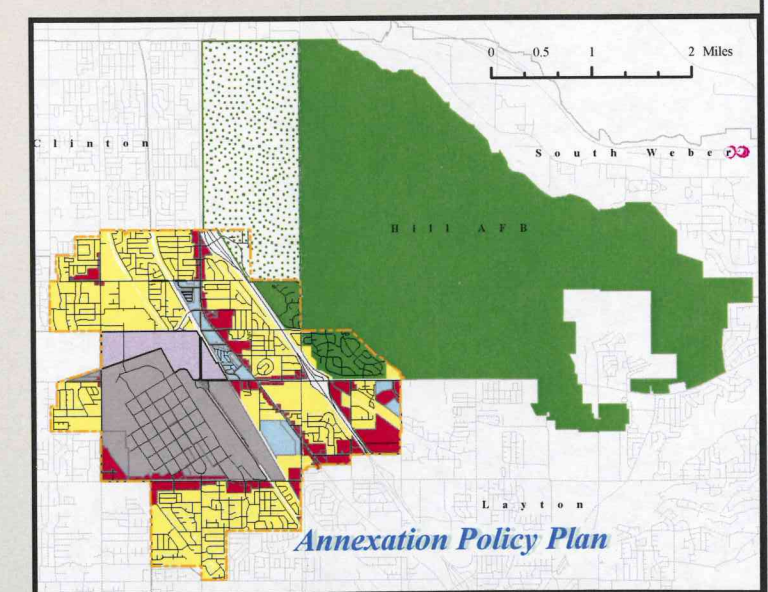 0 0.5 1 2 Miles
Clinton
South Weber
Hill AFB
Layton
Annexation Policy Plan